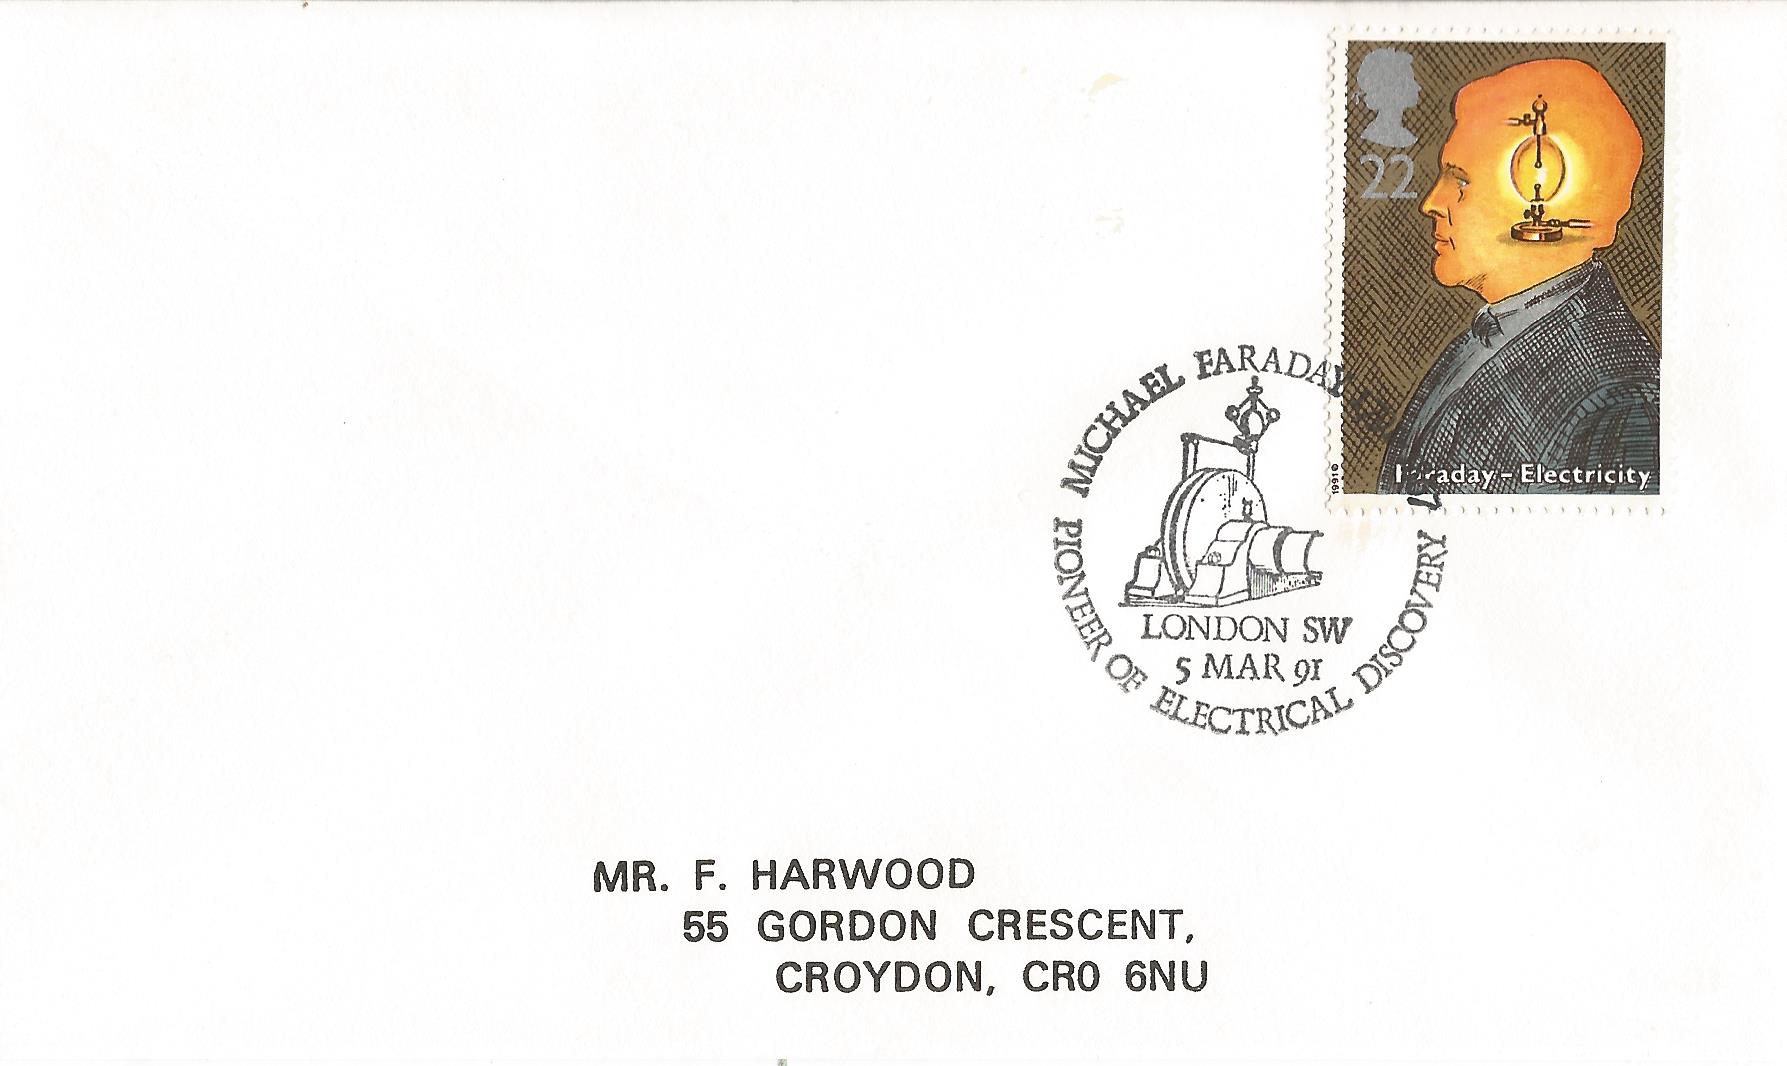 22
1991©
Faraday - Electricity
MICHAEL FARADAY
PIONEER OF ELECTRICAL DISCOVERY
LONDON SW
5 MAR 91
MR. F. HARWOOD
55 GORDON CRESCENT,
CROYDON, CR0 6NU